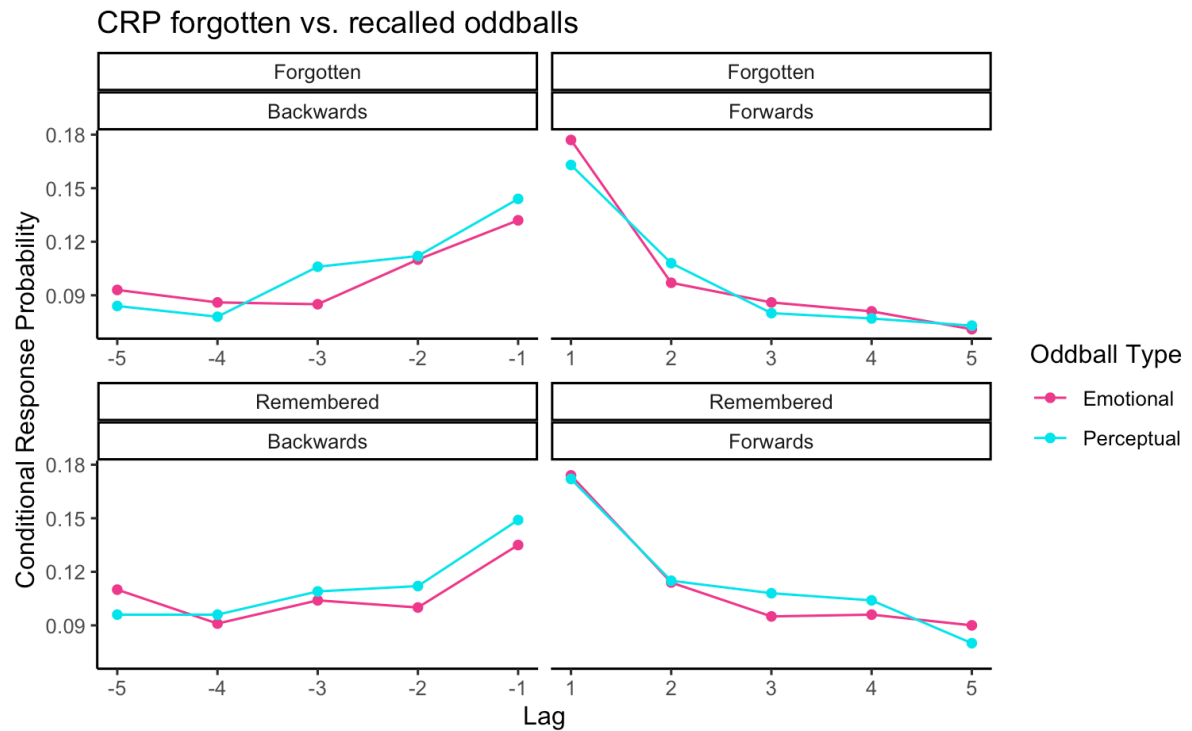 CRP forgotten vs. recalled oddballs
Forgotten
Forgotten
Backwards
Forwards
0.18
0.15
0.12
0.09
-5 -4 -3 -2 -1
1 2 3 4 5
Remembered
Remembered
Backwards
Forwards
0.18
0.15
0.12
0.09
-5 -4 -3 -2 -1
1 2 3 4 5
Conditional Response Probability
Lag
Oddball Type
Emotional
Perceptual